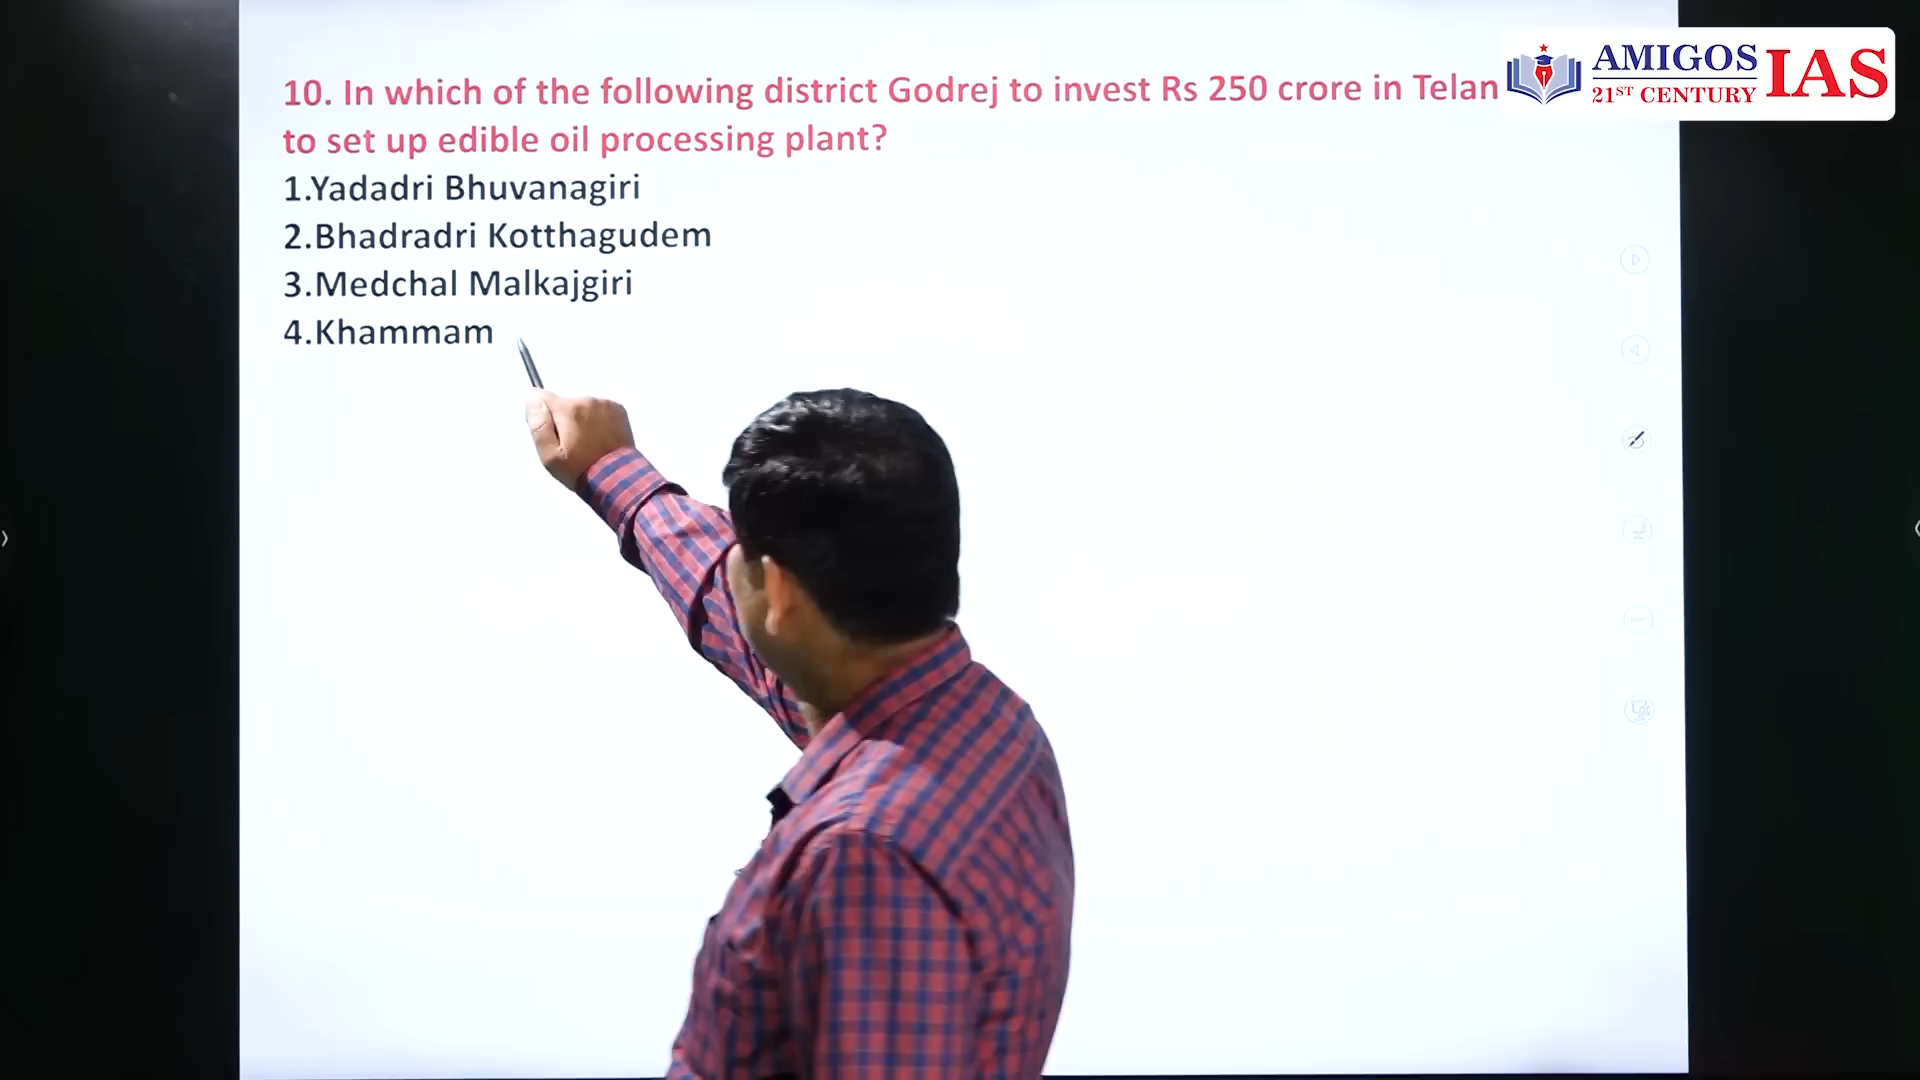 10. In which of the following district Godrej to invest Rs 250 crore in Telan
to set up edible oil processing plant?
1.Yadadri Bhuvanagiri
2.Bhadradri Kotthagudem
3.Medchal Malkajgiri
4.Khammam
AMIGOS
21ST CENTURY
IAS